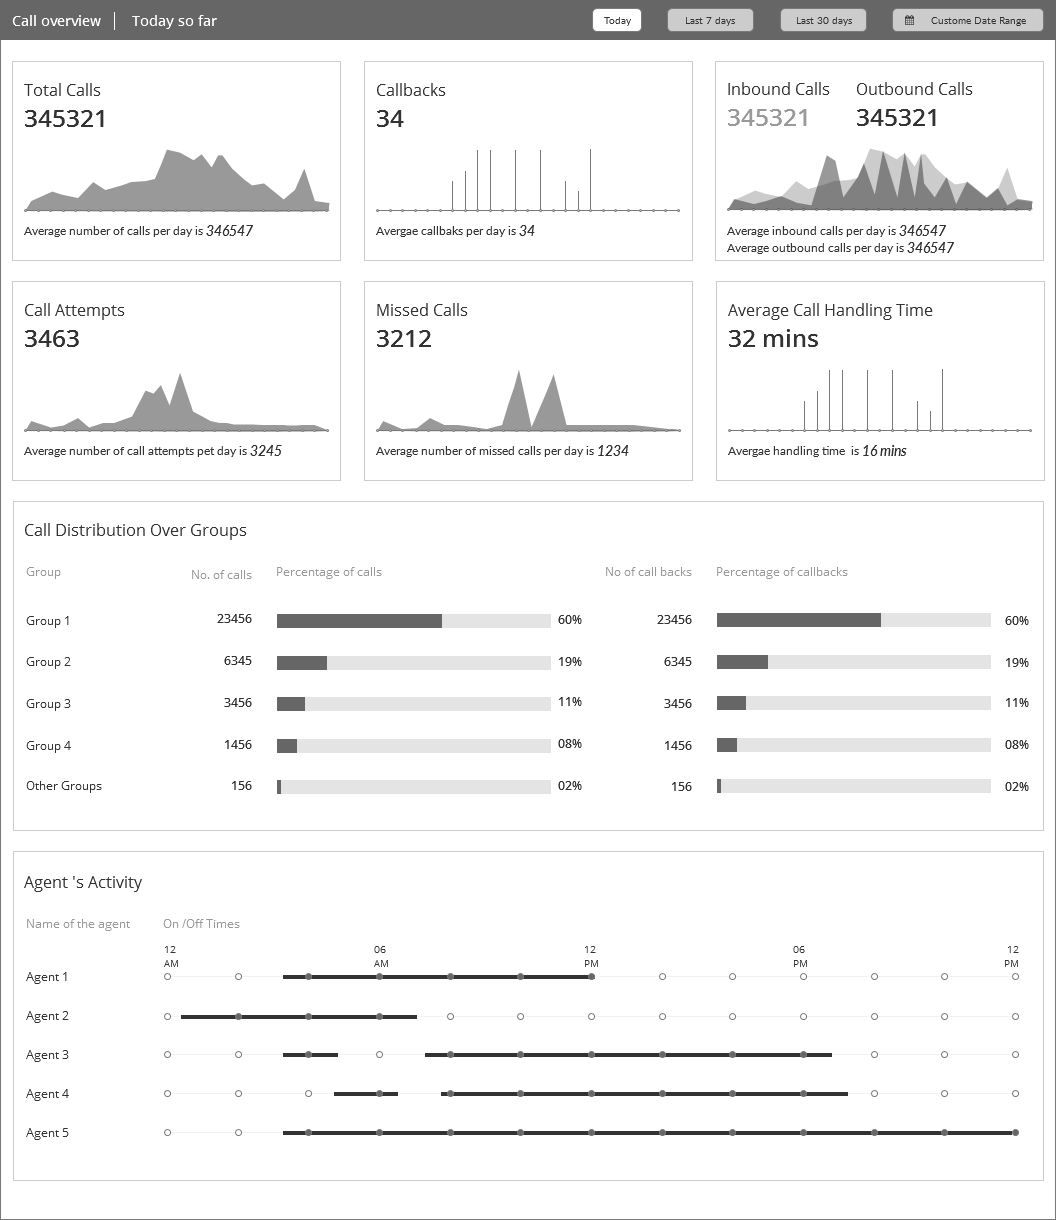 Call overview | Today so far
Today
Last 7 days
Last 30 days
Custome Date Range
Total Calls
345321
Average number of calls per day is 346547
Callbacks
34
Avergae callbaks per day is 34
Inbound Calls
345321
Outbound Calls
345321
Average inbound calls per day is 346547
Average outbound calls per day is 346547
Call Attempts
3463
Average number of call attempts pet day is 3245
Missed Calls
3212
Average number of missed calls per day is 1234
Average Call Handling Time
32 mins
Avergae handling time is 16 mins
Call Distribution Over Groups
Group No. of calls Percentage of calls No of call backs Percentage of callbacks
Group 1 23456 60% 23456 60%
Group 2 6345 19% 6345 19%
Group 3 3456 11% 3456 11%
Group 4 1456 08% 1456 08%
Other Groups 156 02% 156 02%
Agent 's Activity
Name of the agent On /Off Times
12 06 12 06 12
AM AM PM PM PM
Agent 1
Agent 2
Agent 3
Agent 4
Agent 5